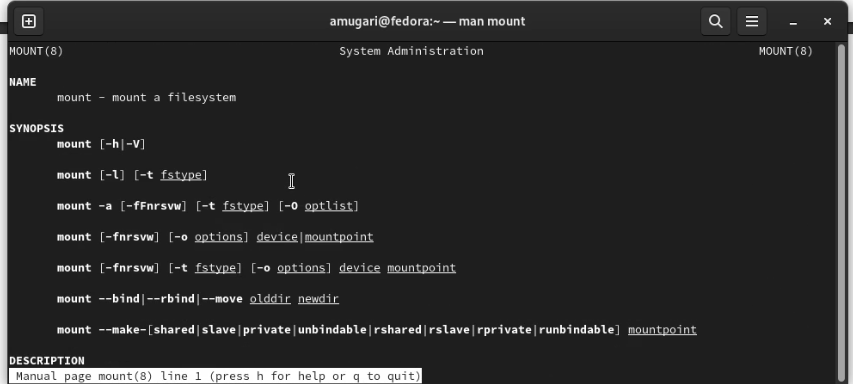 amugari@fedora:~ — man mount
MOUNT(8) System Administration MOUNT(8)
NAME
mount - mount a filesystem
SYNOPSIS
mount [-h|-V]
mount [-l] [-t fstype]
mount -a [-fFnrsvw] [-t fstype] [-O optlist]
mount [-fnrsvw] [-o options] device|mountpoint
mount [-fnrsvw] [-t fstype] [-o options] device mountpoint
mount --bind|--rbind|--move olddir newdir
mount --make-[shared|slave|private|unbindable|rshared|rslave|rprivate|runbindable] mountpoint
DESCRIPTION
Manual page mount(8) line 1 (press h for help or q to quit)